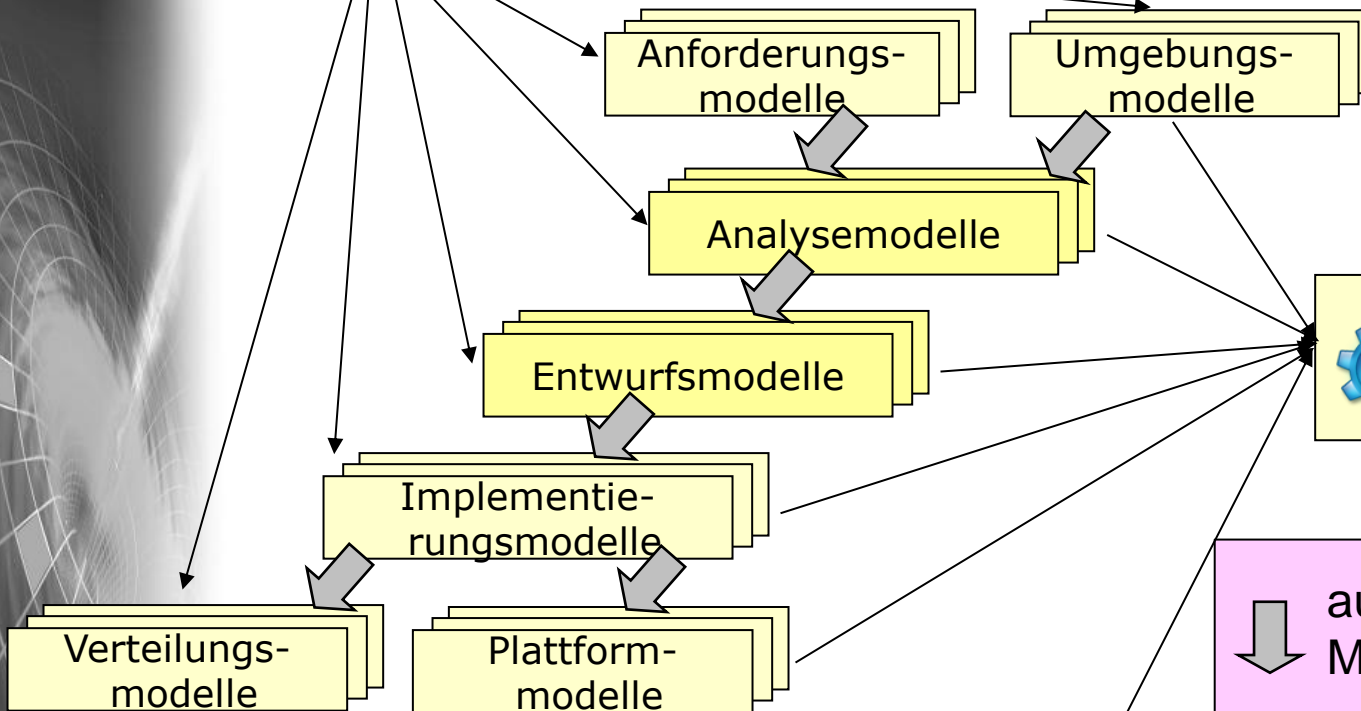 Anforderungs-
modelle
Umgebungs-
modelle
Analysemodelle
Entwurfsmodelle
Implementie-
rungsmodelle
Verteilungs-
modelle
Plattform-
modelle